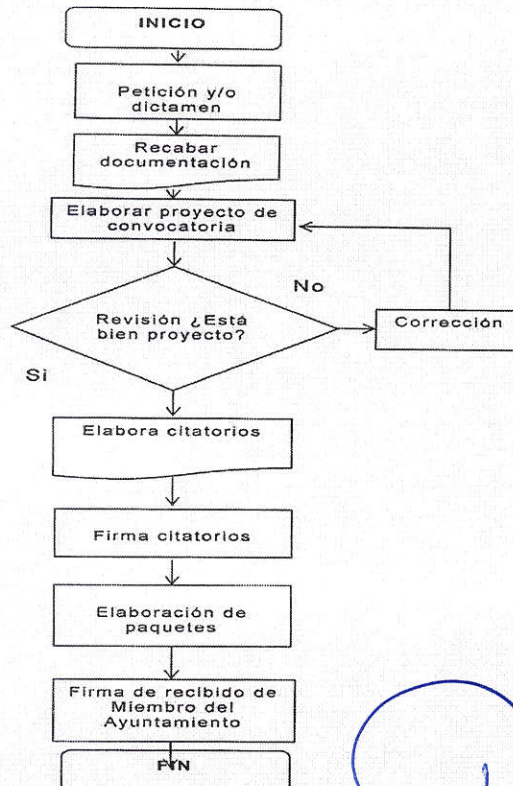 INICIO
Petición y/o
dictamen
Recabar
documentación
Elaborar proyecto de
convocatoria
No
Revisión ¿Está
bien proyecto?
Corrección
Si
Elabora citatorios
Firma citatorios
Elaboración de
paquetes
Firma de recibido de
Miembro del
Ayuntamiento
FIN